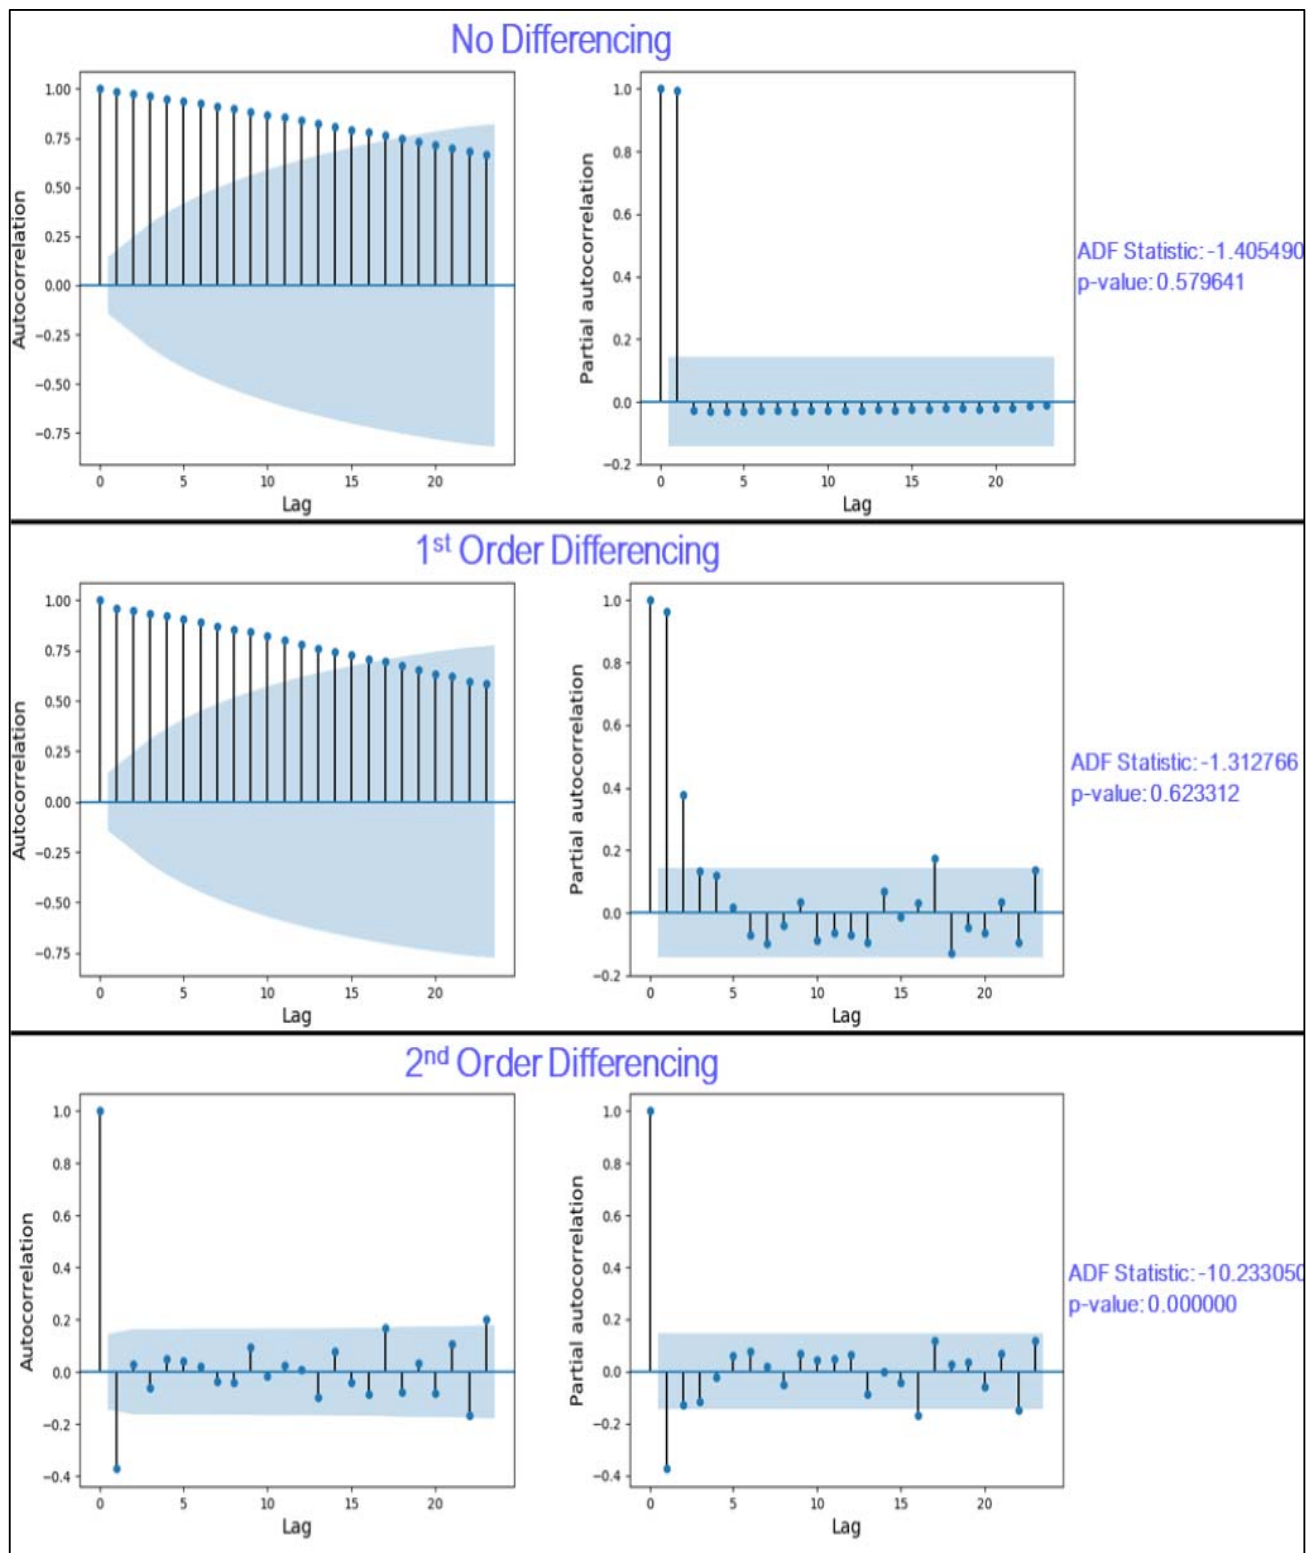 No Differencing
1.00
0.75
0.50
0.25
0.00
−0.25
−0.50
−0.75
Autocorrelation
0 5 10 15 20
Lag
1.0
0.8
0.6
0.4
0.2
0.0
−0.2
Partial autocorrelation
0 5 10 15 20
Lag
ADF Statistic: -1.405490
p-value: 0.579641
1st Order Differencing
1.00
0.75
0.50
0.25
0.00
−0.25
−0.50
−0.75
Autocorrelation
0 5 10 15 20
Lag
1.0
0.8
0.6
0.4
0.2
0.0
−0.2
Partial autocorrelation
0 5 10 15 20
Lag
ADF Statistic: -1.312766
p-value: 0.623312
2nd Order Differencing
1.0
0.8
0.6
0.4
0.2
0.0
−0.2
−0.4
Autocorrelation
0 5 10 15 20
Lag
1.0
0.8
0.6
0.4
0.2
0.0
−0.2
−0.4
Partial autocorrelation
0 5 10 15 20
Lag
ADF Statistic: -10.233050
p-value: 0.000000